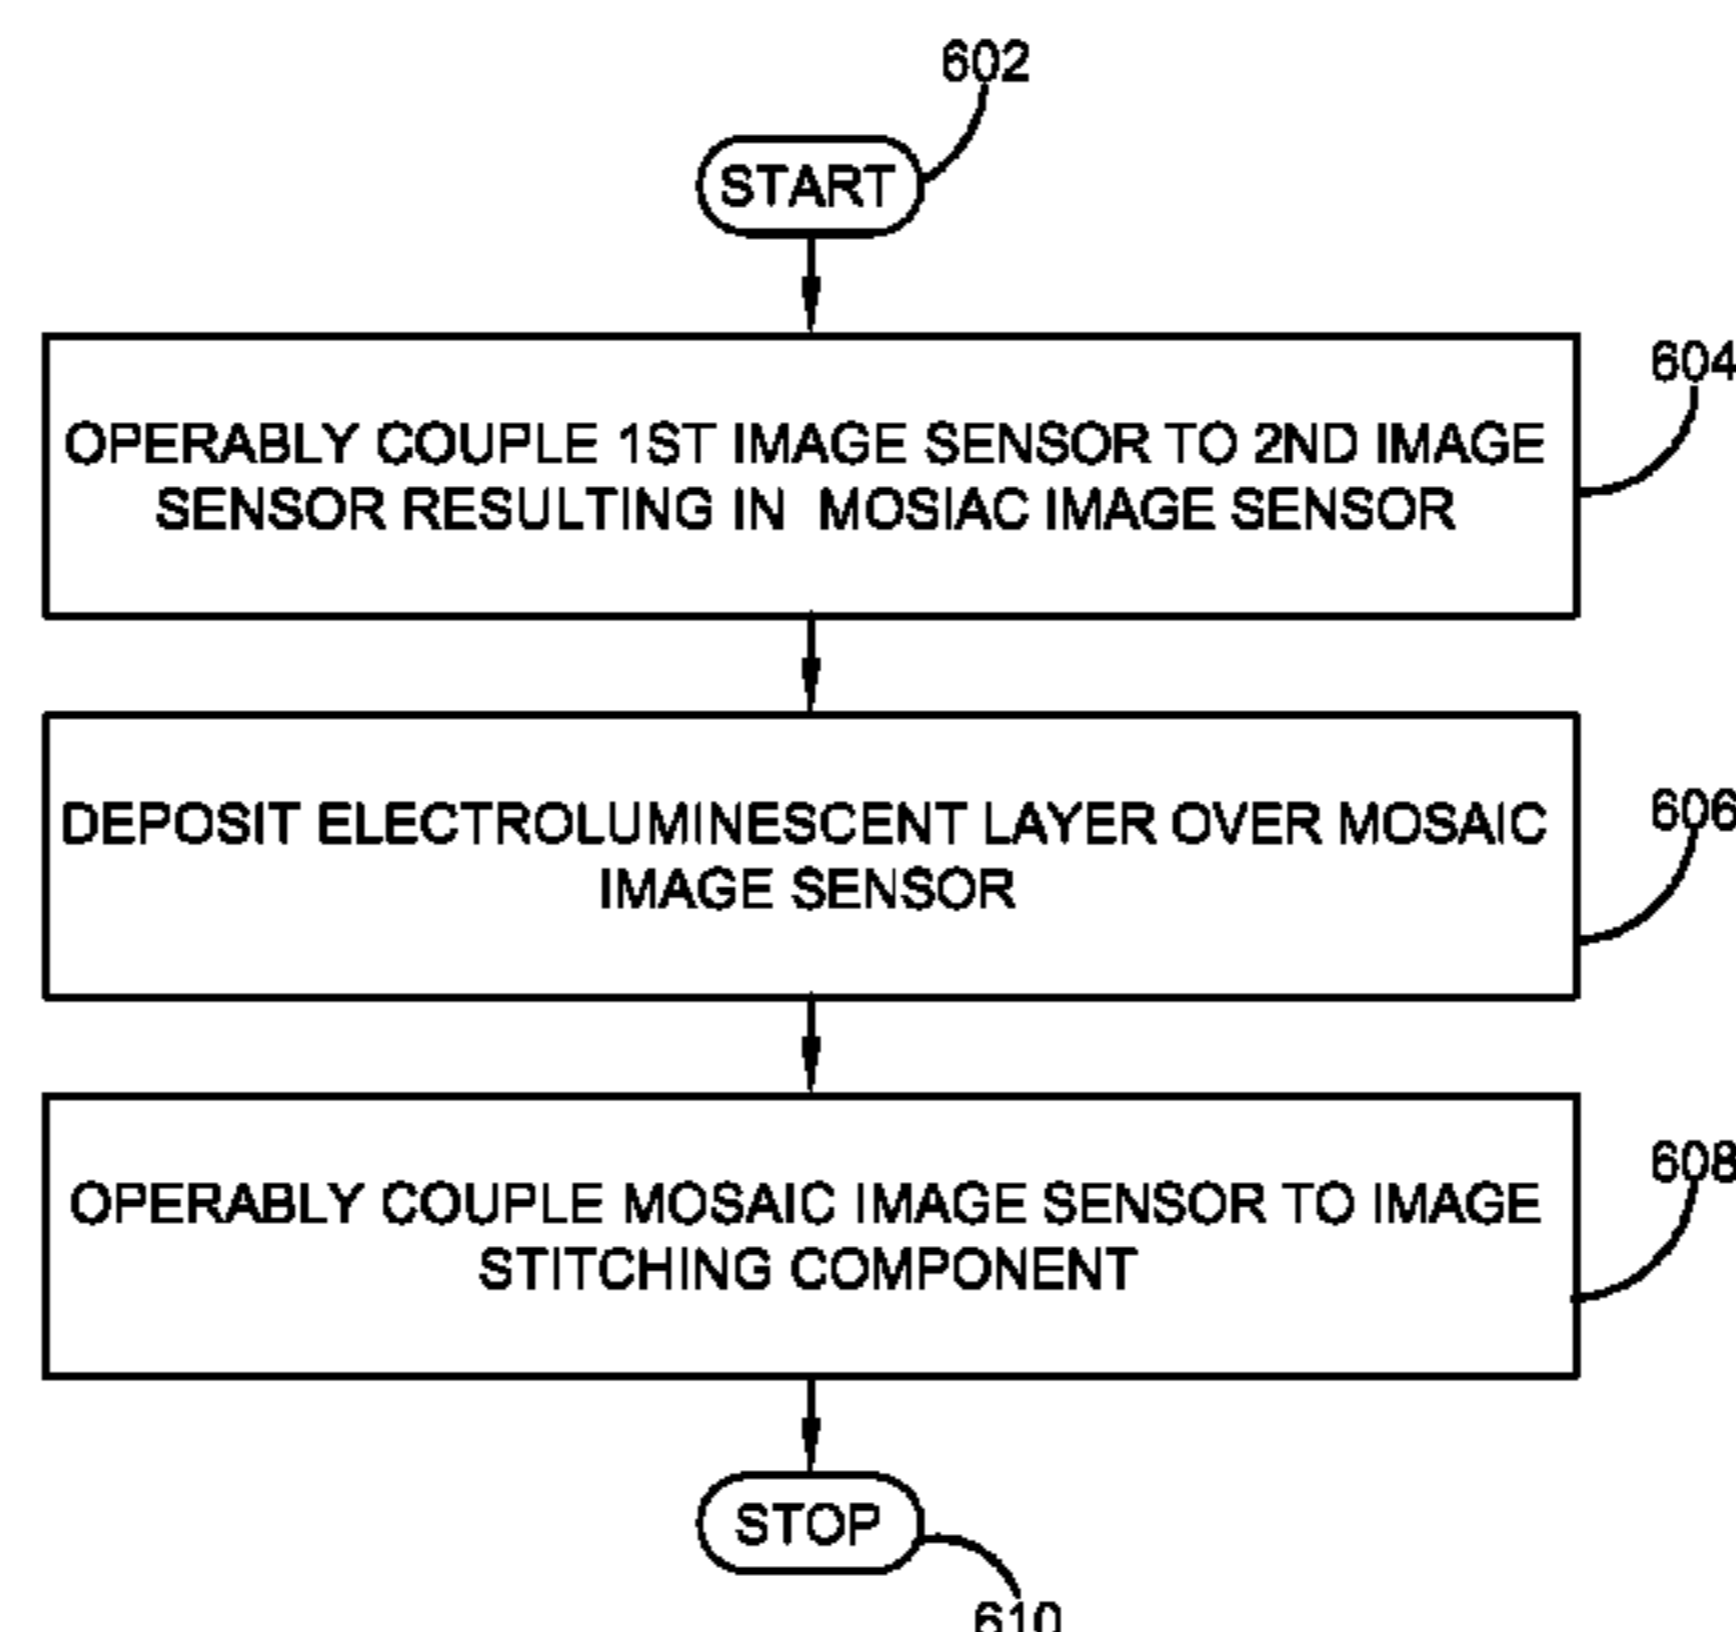 602
START
604
OPERABLY COUPLE 1ST IMAGE SENSOR TO 2ND IMAGE
SENSOR RESULTING IN MOSIAC IMAGE SENSOR
606
DEPOSIT ELECTROLUMINESCENT LAYER OVER MOSAIC
IMAGE SENSOR
608
OPERABLY COUPLE MOSAIC IMAGE SENSOR TO IMAGE
STITCHING COMPONENT
STOP
610